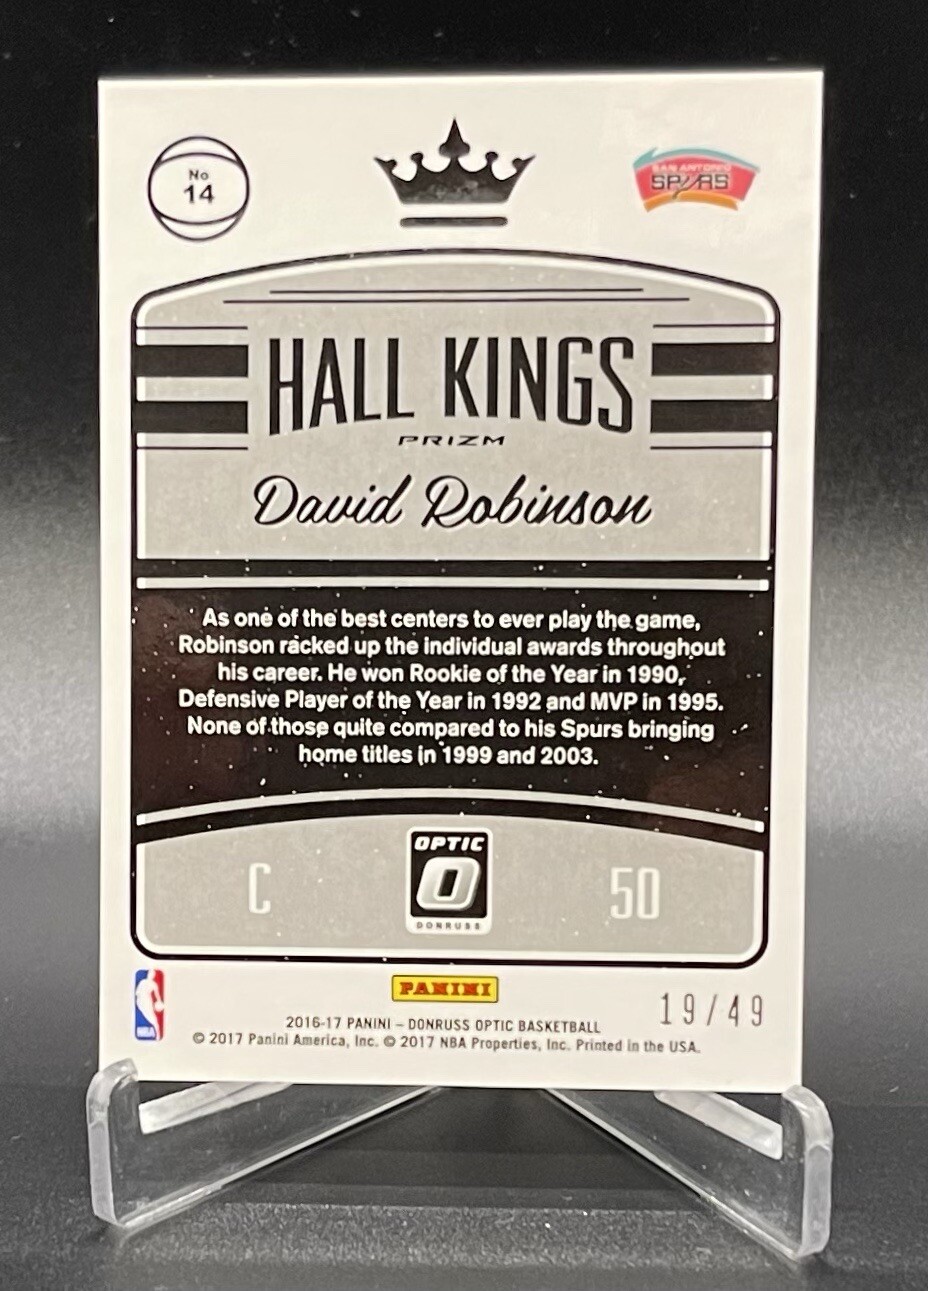 No
14
SAN ANTONIO
SPURS
HALL KINGS
PRIZM
David Robinson
As one of the best centers to ever play the game,
Robinson racked up the individual awards throughout
his career. He won Rookie of the Year in 1990,
Defensive Player of the Year in 1992 and MVP in 1995.
None of those quite compared to his Spurs bringing
home titles in 1999 and 2003.
C
OPTIC
O
DONRUSS
50
NBA
PANINI
19/49
2016-17 PANINI – DONRUSS OPTIC BASKETBALL
© 2017 Panini America, Inc. © 2017 NBA Properties, Inc. Printed in the USA.